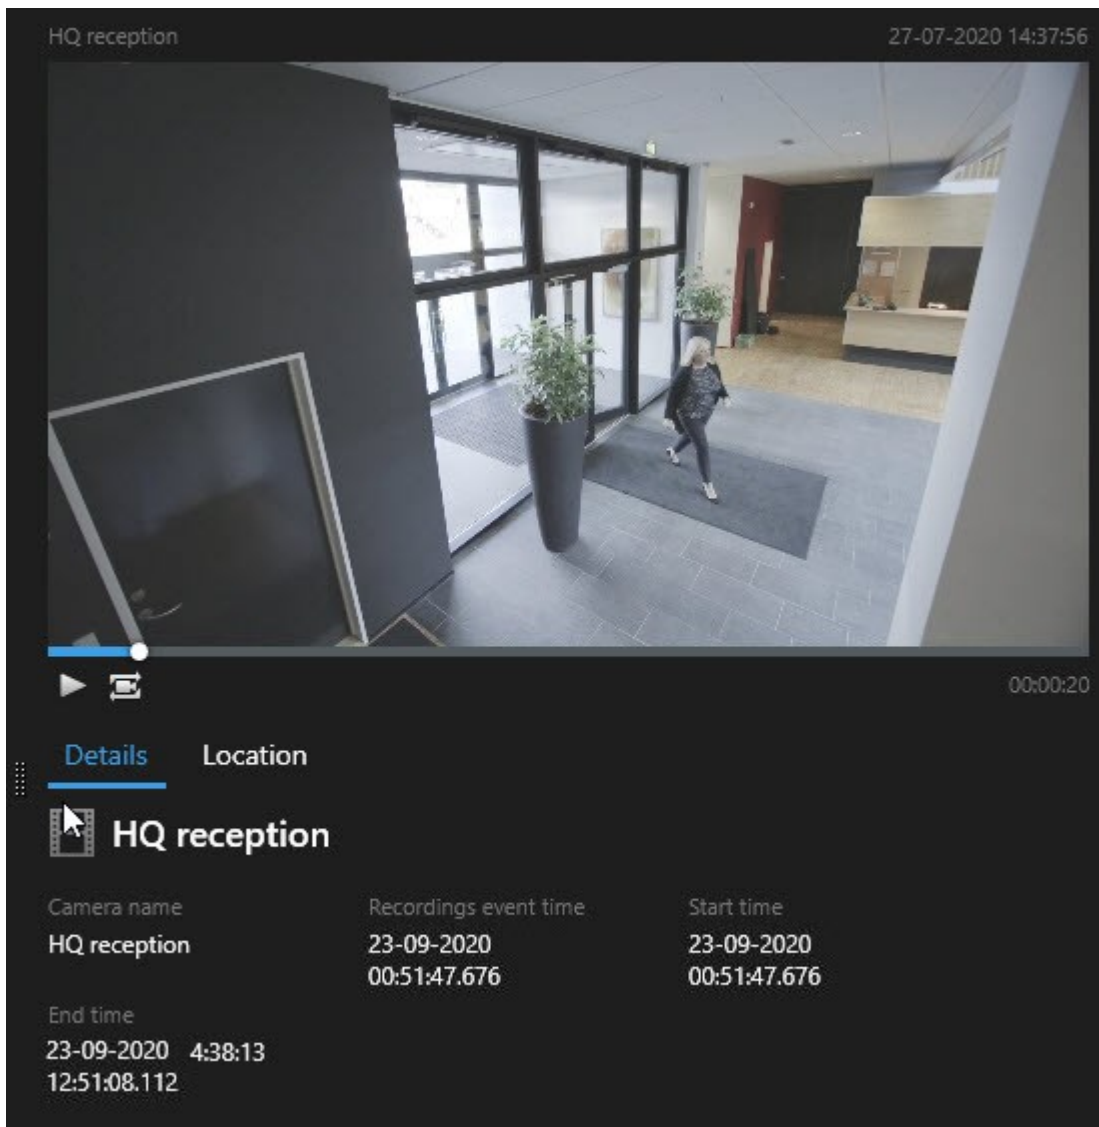 HQ reception 27-07-2020 14:37:56
00:00:20
Details Location
HQ reception
Camera name Recordings event time Start time
HQ reception 23-09-2020 23-09-2020
00:51:47.676 00:51:47.676
End time
23-09-2020 4:38:13
12:51:08.112